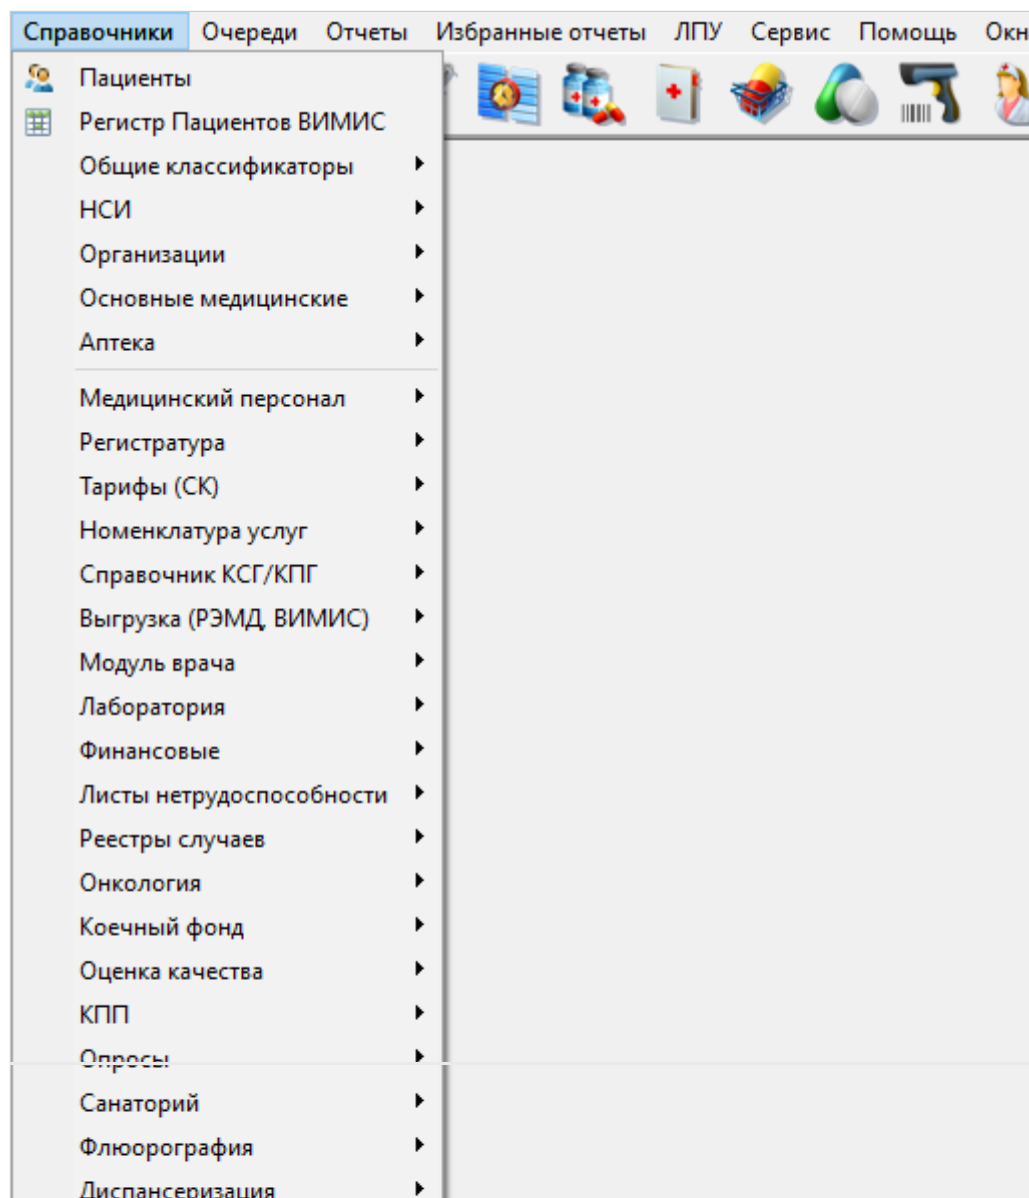 Справочники Очереди Отчеты Избранные отчеты ЛПУ Сервис Помощь Окн
Пациенты
Регистр Пациентов ВИМИС
Общие классификаторы
НСИ
Организации
Основные медицинские
Аптека
Медицинский персонал
Регистратура
Тарифы (СК)
Номенклатура услуг
Справочник КСГ/КПГ
Выгрузка (РЭМД, ВИМИС)
Модуль врача
Лаборатория
Финансовые
Листы нетрудоспособности
Реестры случаев
Онкология
Коечный фонд
Оценка качества
КПП
Опросы
Санаторий
Флюорография
Диспансеризация